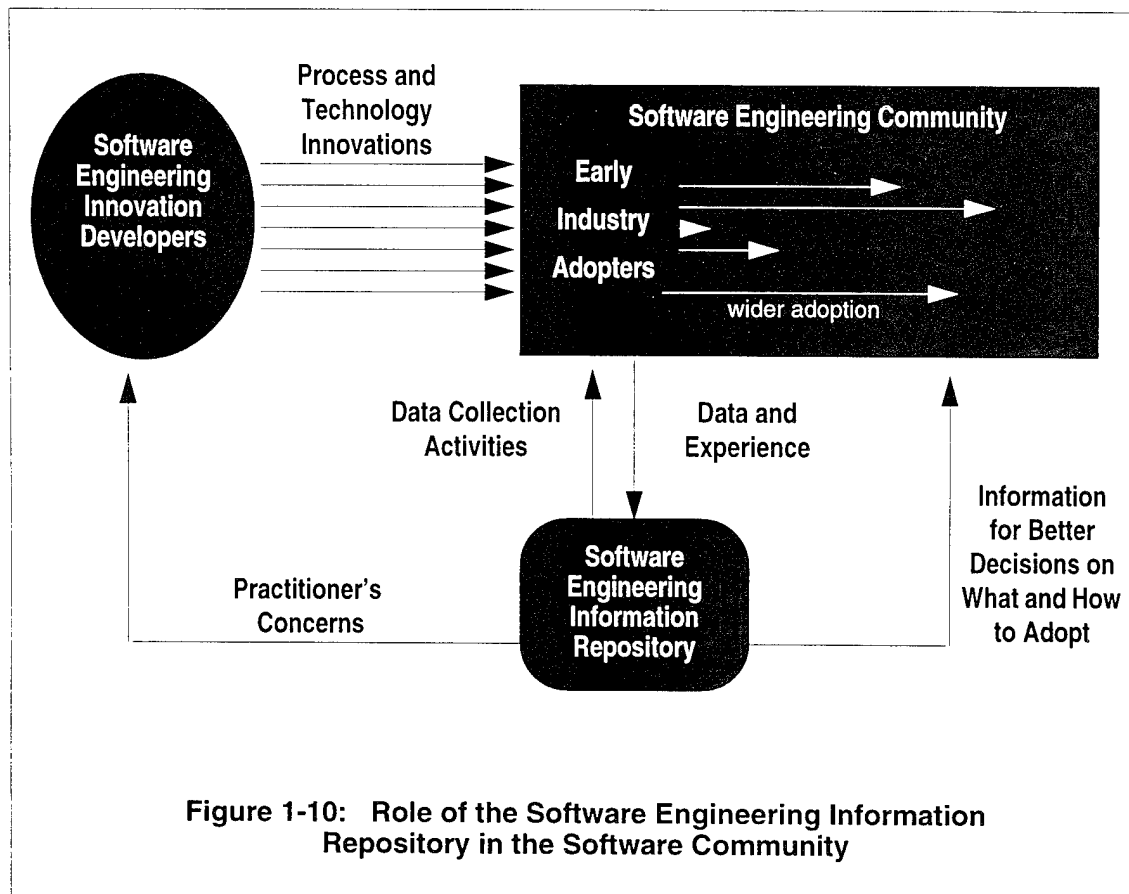 Process and
Technology
Innovations
Software
Engineering
Innovation
Developers
Software Engineering Community
Early
Industry
Adopters
wider adoption
Data Collection
Activities
Data and
Experience
Information
for Better
Decisions on
What and How
to Adopt
Software
Engineering
Information
Repository
Practitioner's
Concerns
Figure 1-10: Role of the Software Engineering Information
Repository in the Software Community